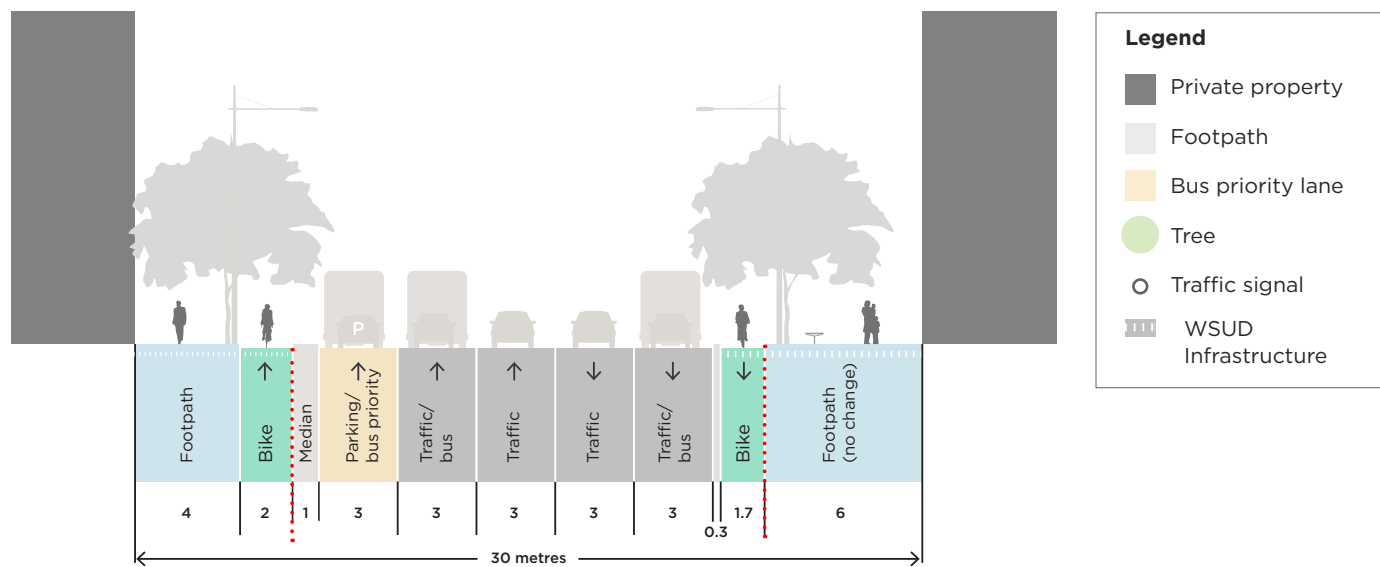 Legend
Private property
Footpath
Bus priority lane
Tree
Traffic signal
WSUD
Infrastructure
P
Footpath
Bike
Median
Parking/
bus priority
Traffic/
bus
Traffic
Traffic
Traffic/
bus
Bike
Footpath
(no change)
4
2
1
3
3
3
3
3
0.3
1.7
6
30 metres